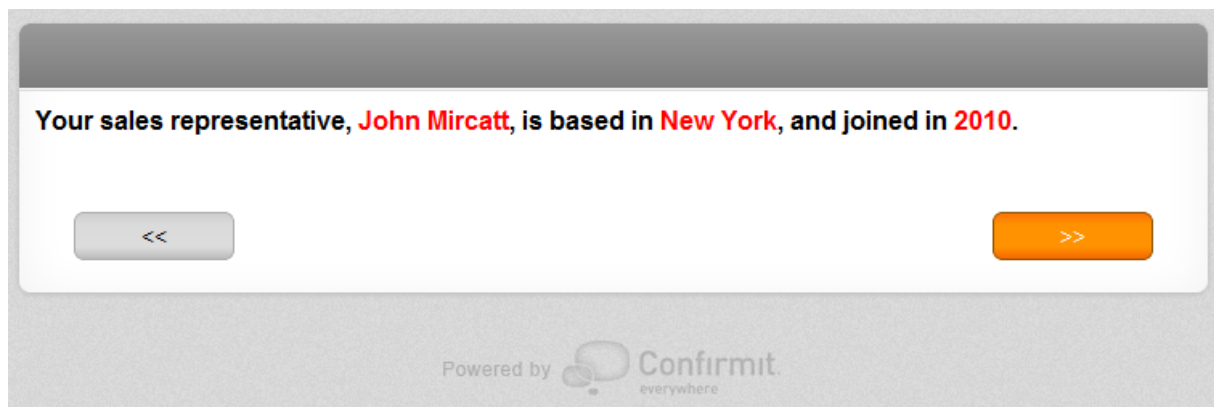 Your sales representative, John Mircatt, is based in New York, and joined in 2010.
<< >>
Powered by Confirmit.
everywhere